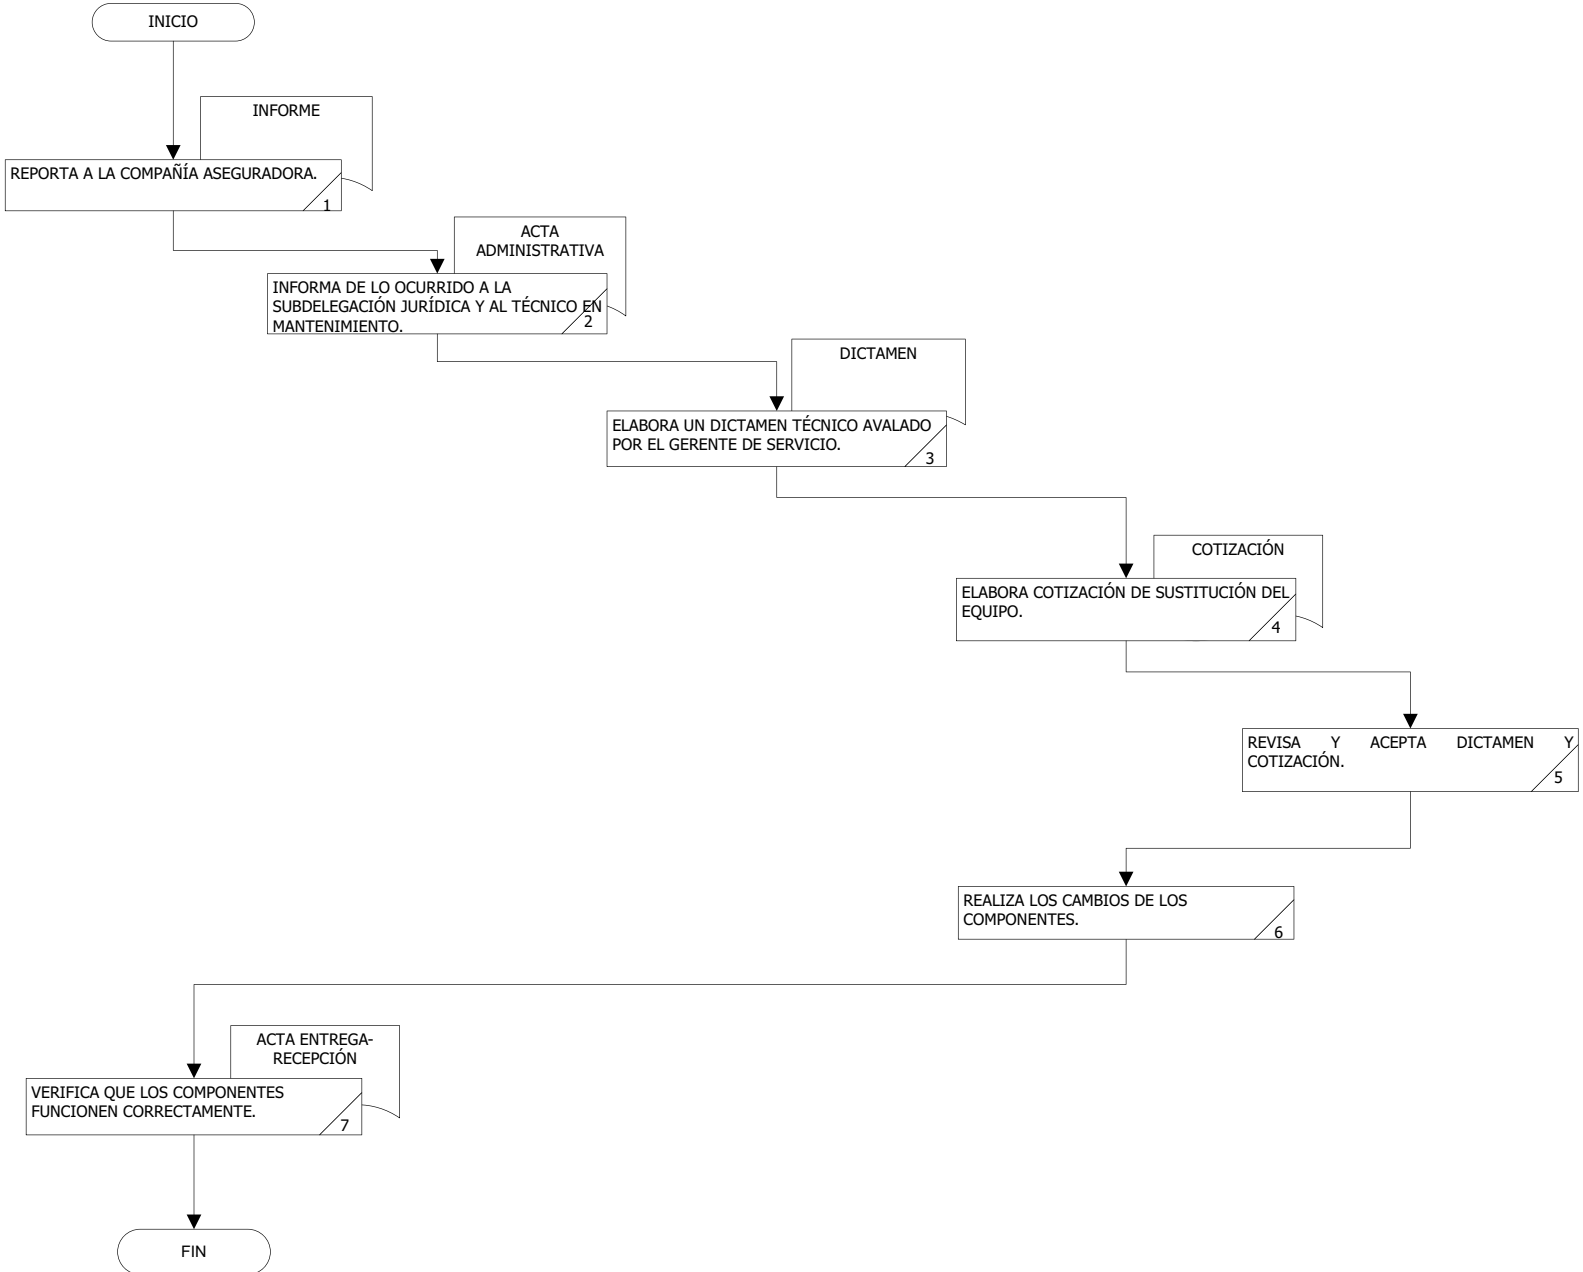 INICIO
INFORME
REPORTA A LA COMPAÑÍA ASEGURADORA.
1
ACTA
ADMINISTRATIVA
INFORMA DE LO OCURRIDO A LA
SUBDELEGACIÓN JURÍDICA Y AL TÉCNICO EN
MANTENIMIENTO.
2
DICTAMEN
ELABORA UN DICTAMEN TÉCNICO AVALADO
POR EL GERENTE DE SERVICIO.
3
COTIZACIÓN
ELABORA COTIZACIÓN DE SUSTITUCIÓN DEL
EQUIPO.
4
REVISA Y ACEPTA DICTAMEN Y
COTIZACIÓN.
5
REALIZA LOS CAMBIOS DE LOS
COMPONENTES.
6
ACTA ENTREGA-
RECEPCIÓN
VERIFICA QUE LOS COMPONENTES
FUNCIONEN CORRECTAMENTE.
7
FIN